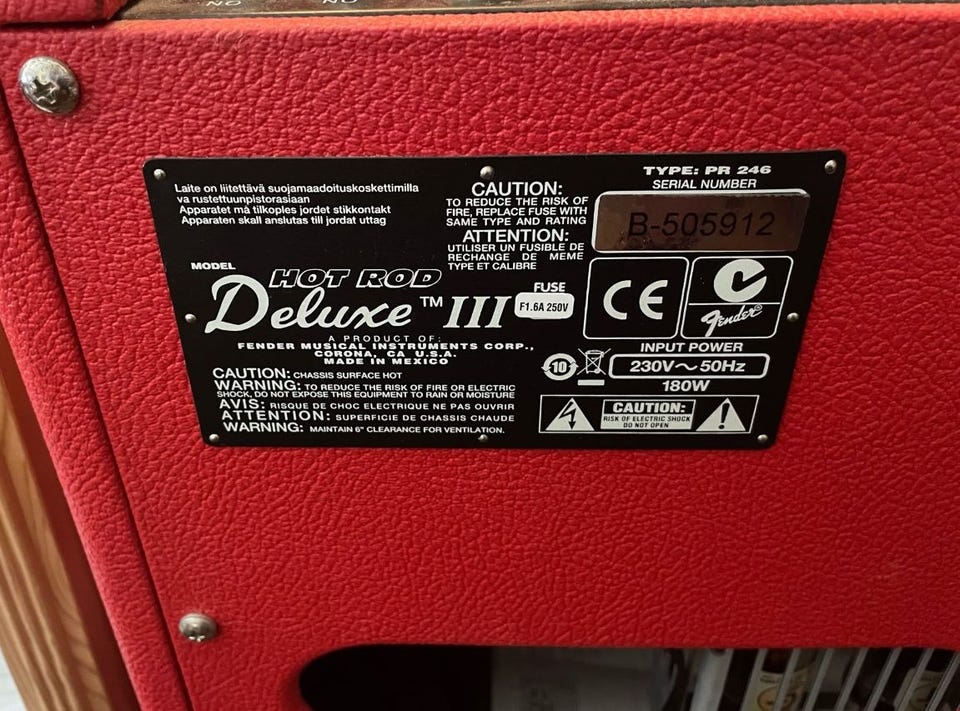 NO NO
Laite on liitettävä suojamaadoituskoskettimilla
va rustettuunpistorasiaan
Apparatet må tilkoples jordet stikkontakt
Apparaten skall anslutas till jordat uttag
CAUTION:
TO REDUCE THE RISK OF
FIRE, REPLACE FUSE WITH
SAME TYPE AND RATING
ATTENTION:
UTILISER UN FUSIBLE DE
RECHANGE DE MEME
TYPE ET CALIBRE
TYPE: PR 246
SERIAL NUMBER
B-505912
MODEL
HOT ROD
Deluxe™ III
FUSE
F1.6A 250V
CE
Fender®
A PRODUCT OF:
FENDER MUSICAL INSTRUMENTS CORP.,
CORONA, CA U.S.A.
MADE IN MEXICO
INPUT POWER
10
230V~50Hz
180W
CAUTION: CHASSIS SURFACE HOT
WARNING: TO REDUCE THE RISK OF FIRE OR ELECTRIC
SHOCK, DO NOT EXPOSE THIS EQUIPMENT TO RAIN OR MOISTURE
AVIS: RISQUE DE CHOC ELECTRIQUE NE PAS OUVRIR
ATTENTION: SUPERFICIE DE CHASSIS CHAUDE
WARNING: MAINTAIN 6" CLEARANCE FOR VENTILATION.
CAUTION:
RISK OF ELECTRIC SHOCK
DO NOT OPEN